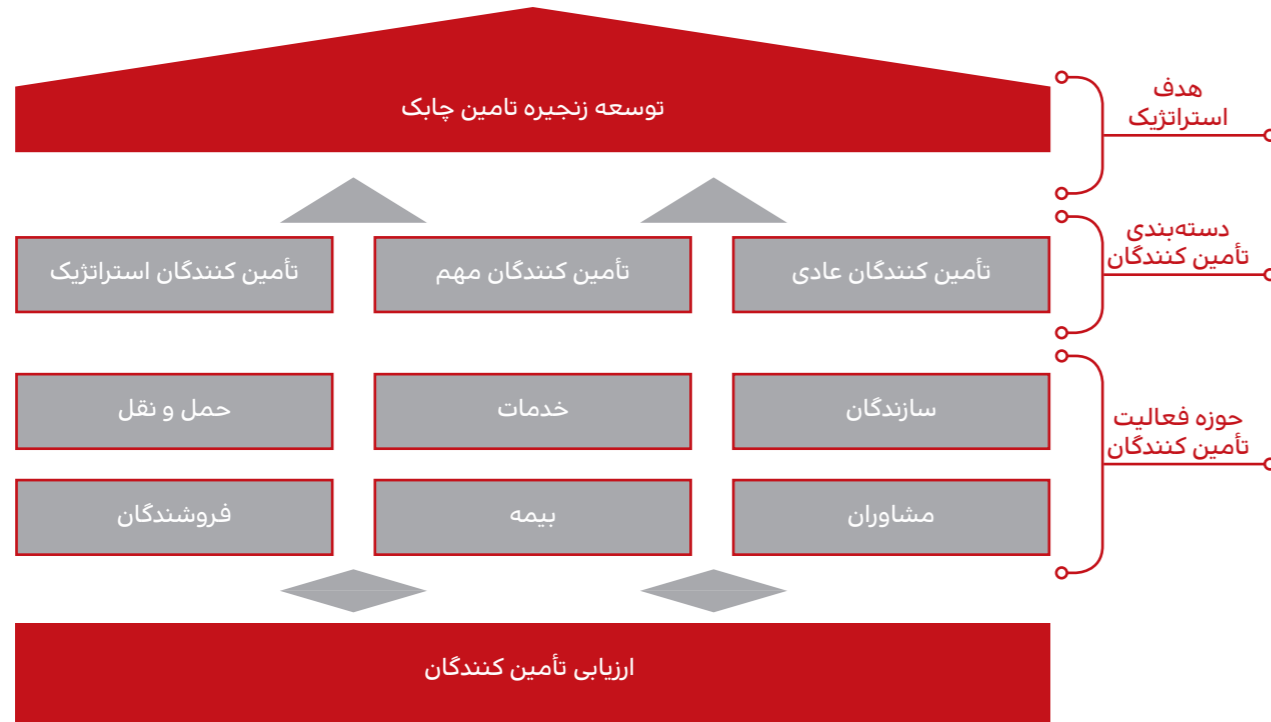 توسعه زنجیره تامین چابک
هدف
استراتژیک
تأمین کنندگان عادی
تأمین کنندگان مهم
تأمین کنندگان استراتژیک
دسته‌بندی
تأمین کنندگان
سازندگان
خدمات
حمل و نقل
حوزه فعالیت
تأمین کنندگان
مشاوران
بیمه
فروشندگان
ارزیابی تأمین کنندگان